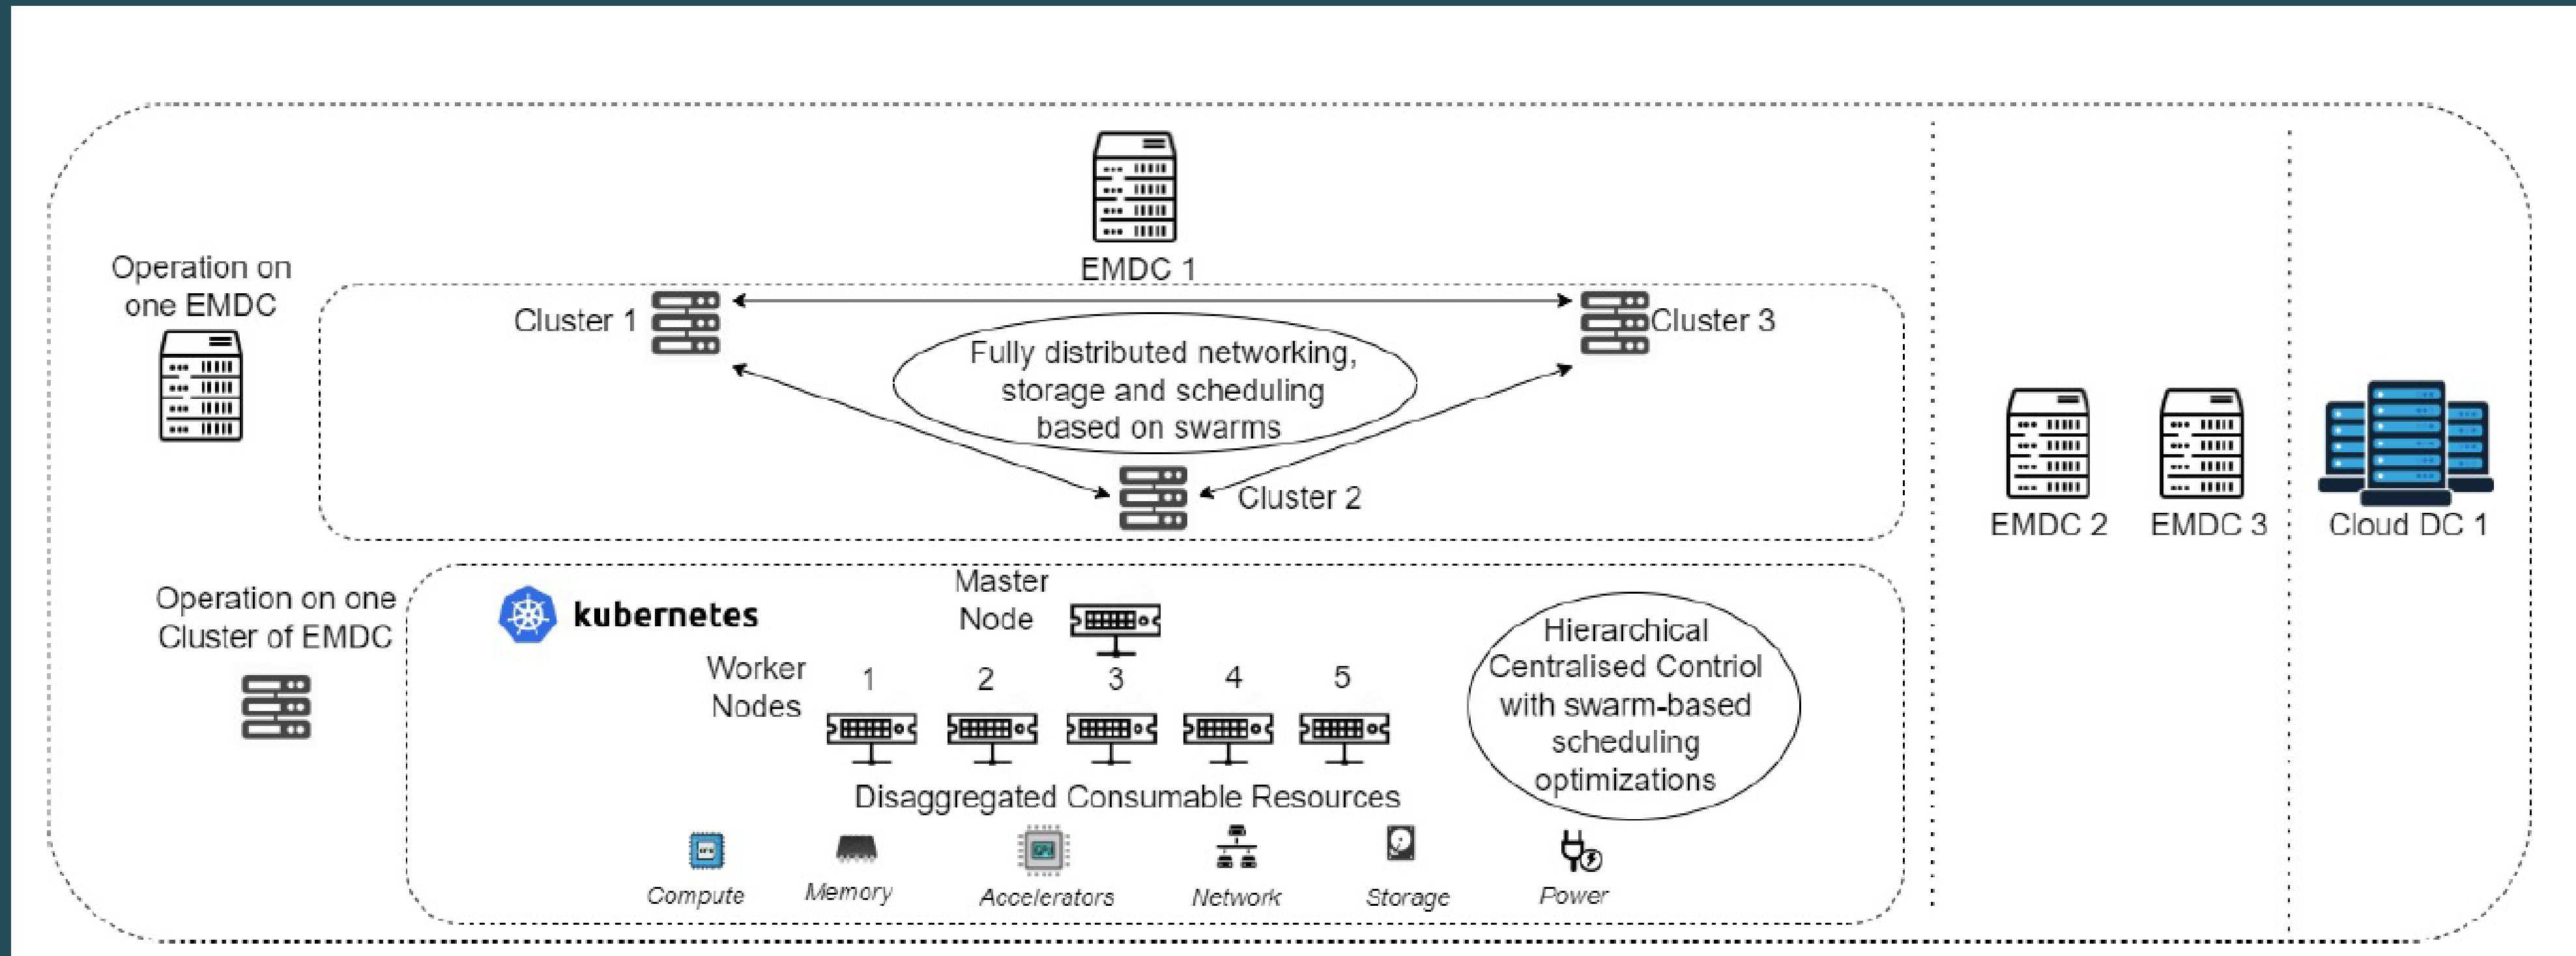 EMDC 1
Operation on
one EMDC
Cluster 1
Cluster 3
Fully distributed networking,
storage and scheduling
based on swarms
Cluster 2
EMDC 2
EMDC 3
Cloud DC 1
Operation on one
Cluster of EMDC
kubernetes
Master
Node
Worker
Nodes
1 2 3 4 5
Hierarchical
Centralised Contriol
with swarm-based
scheduling
optimizations
Disaggregated Consumable Resources
Compute
Memory
Accelerators
Network
Storage
Power